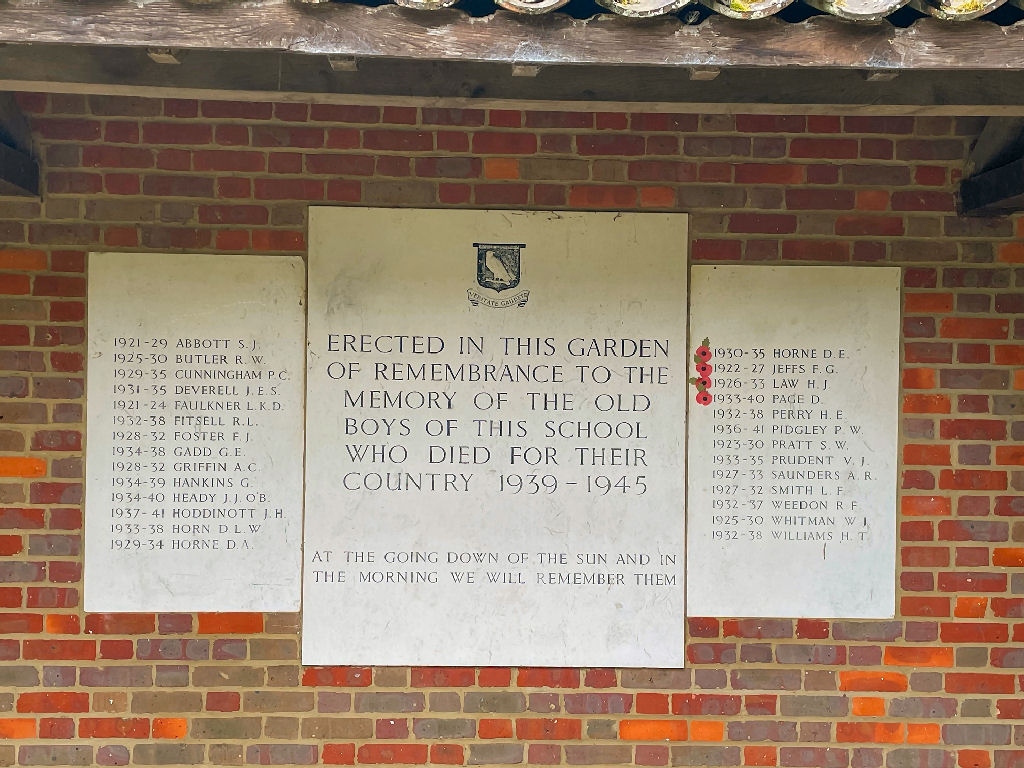 1921-29 ABBOTT S.J.
1925-30 BUTLER R.W.
1929-35 CUNNINGHAM P.C.
1931-35 DEVERELL J.E.S.
1921-24 FAULKNER L.K.D.
1932-38 FITSELL R.L.
1928-32 FOSTER F.J.
1934-38 GADD G.E.
1928-32 GRIFFIN A.C.
1934-39 HANKINS G.
1934-40 HEADY J.J.O'B.
1937-41 HODDINOTT J.H.
1933-38 HORN D.L.W
1929-34 HORNE D.A.
VERITATE GAUDET
ERECTED IN THIS GARDEN
OF REMEMBRANCE TO THE
MEMORY OF THE OLD
BOYS OF THIS SCHOOL
WHO DIED FOR THEIR
COUNTRY 1939-1945
AT THE GOING DOWN OF THE SUN AND IN
THE MORNING WE WILL REMEMBER THEM
1930-35 HORNE D.E.
1922-27 JEFFS F.G.
1926-33 LAW H.J
1933-40 PAGE D.
1932-38 PERRY H.E.
1936-41 PIDGLEY P.W.
1923-30 PRATT S.W.
1933-35 PRUDENT V.J.
1927-33 SAUNDERS A.R.
1927-32 SMITH L.F.
1932-37 WEEDON R.F.
1925-30 WHITMAN W.J.
1932-38 WILLIAMS H.T.